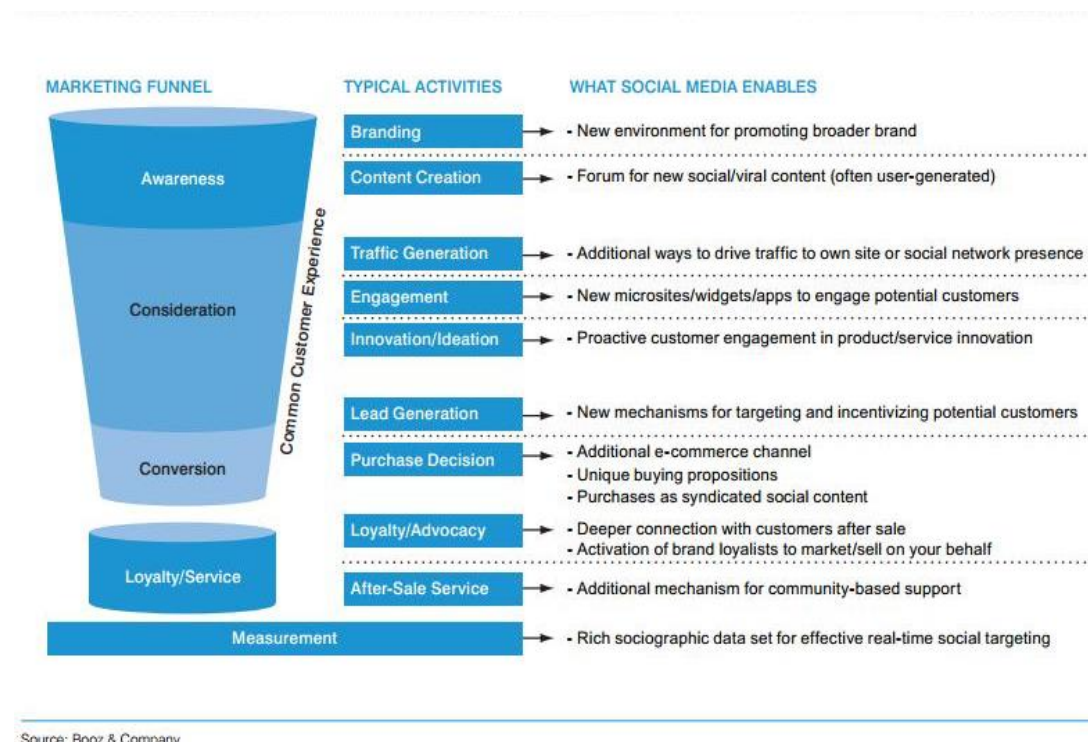 MARKETING FUNNEL
TYPICAL ACTIVITIES
WHAT SOCIAL MEDIA ENABLES
Awareness
Consideration
Conversion
Common Customer Experience
Loyalty/Service
Branding
- New environment for promoting broader brand
Content Creation
- Forum for new social/viral content (often user-generated)
Traffic Generation
- Additional ways to drive traffic to own site or social network presence
Engagement
- New microsites/widgets/apps to engage potential customers
Innovation/Ideation
- Proactive customer engagement in product/service innovation
Lead Generation
- New mechanisms for targeting and incentivizing potential customers
Purchase Decision
- Additional e-commerce channel
- Unique buying propositions
- Purchases as syndicated social content
Loyalty/Advocacy
- Deeper connection with customers after sale
- Activation of brand loyalists to market/sell on your behalf
After-Sale Service
- Additional mechanism for community-based support
Measurement
- Rich sociographic data set for effective real-time social targeting
Source: Booz & Company